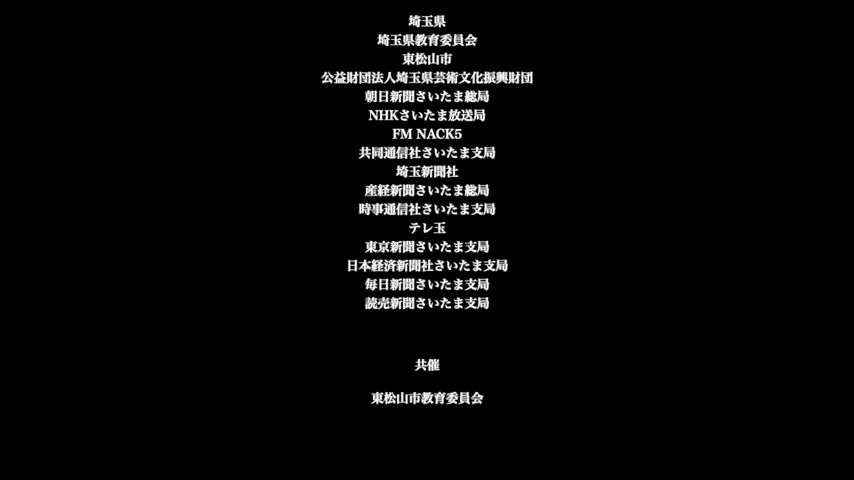 埼玉県
埼玉県教育委員会
東松山市
公益財団法人埼玉県芸術文化振興財団
朝日新聞さいたま総局
NHKさいたま放送局
FM NACK5
共同通信社さいたま支局
埼玉新聞社
産経新聞さいたま総局
時事通信社さいたま支局
テレ玉
東京新聞さいたま支局
日本経済新聞社さいたま支局
毎日新聞さいたま支局
読売新聞さいたま支局
共催
東松山市教育委員会